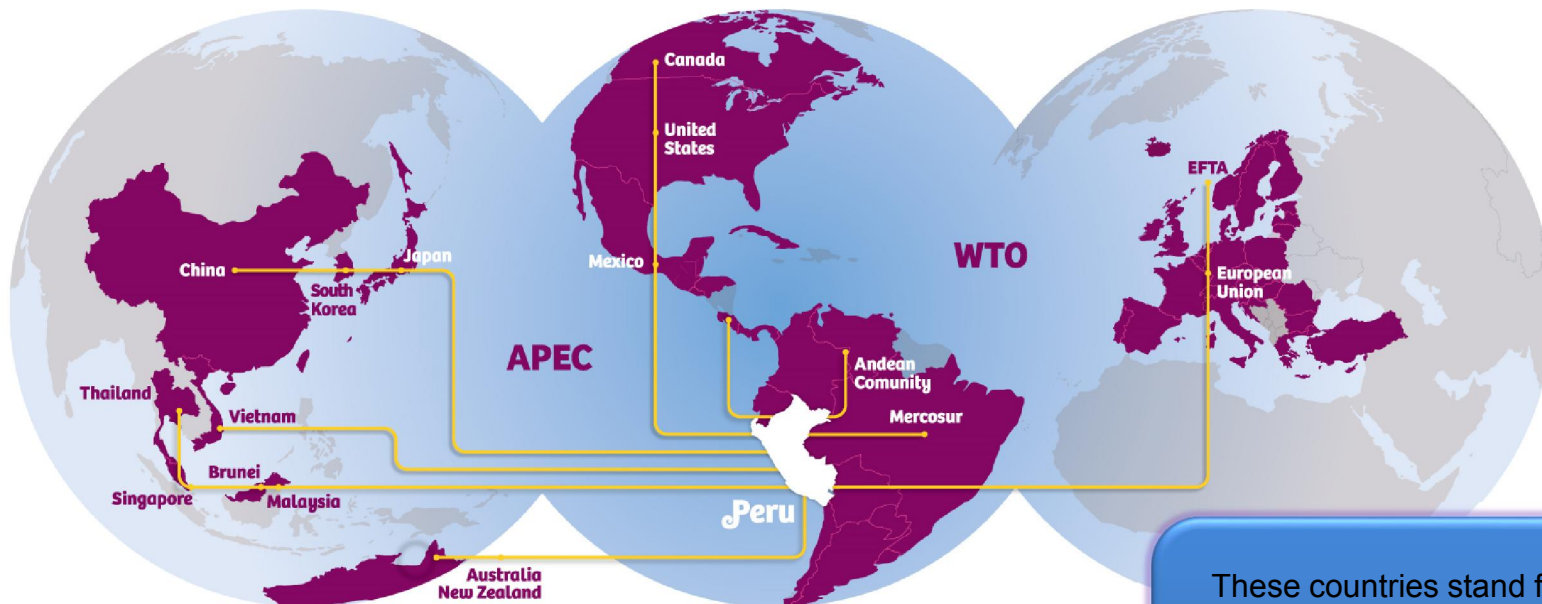 Canada
United
States
Mexico
China
Japan
South
Korea
APEC
Thailand
Vietnam
Brunei
Singapore
Malaysia
Australia
New Zealand
Peru
Andean
Comunity
Mercosur
WTO
EFTA
European
Union
These countries stand f